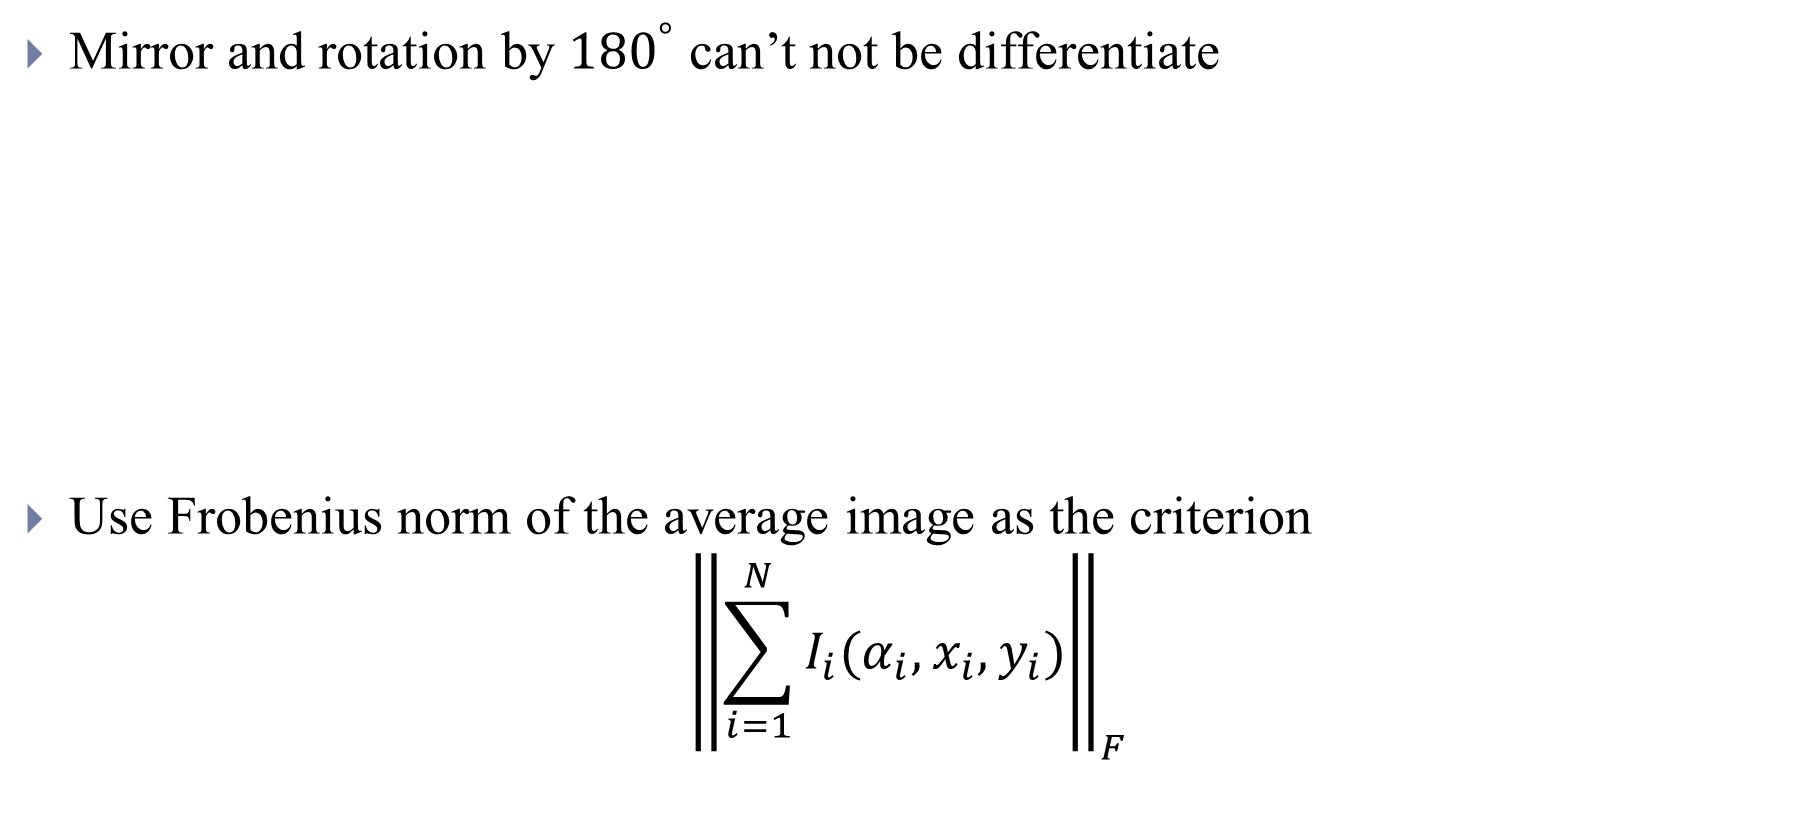 Mirror and rotation by 180° can’t not be differentiate
Use Frobenius norm of the average image as the criterion
‖∑_{i=1}^{N} I_i(α_i, x_i, y_i)‖_F